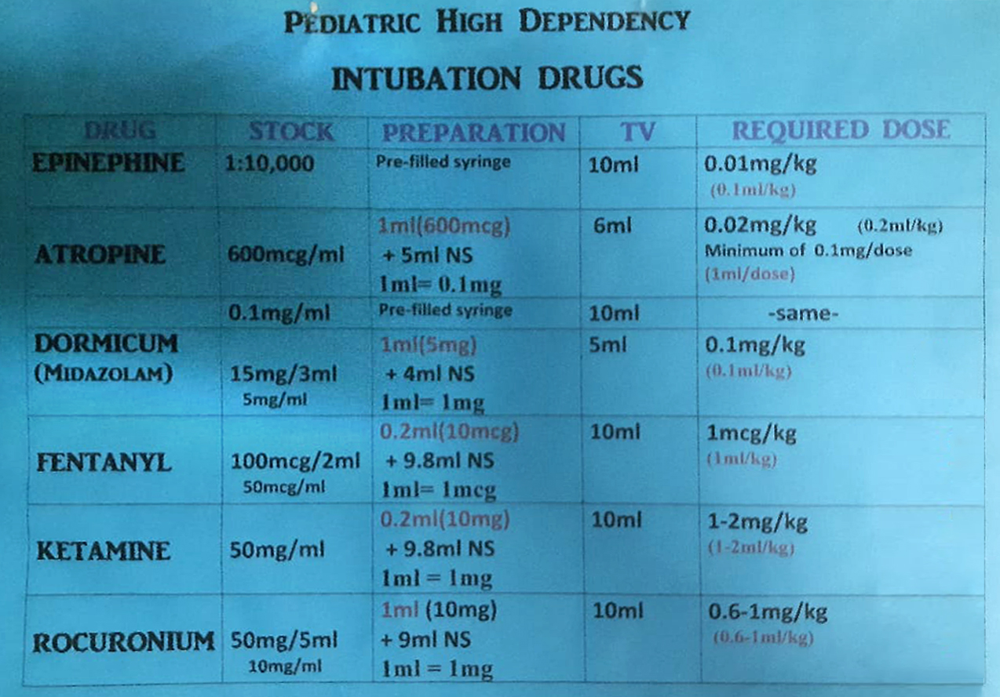 PEDIATRIC HIGH DEPENDENCY
INTUBATION DRUGS
DRUG STOCK PREPARATION TV REQUIRED DOSE
EPINEPHINE 1:10,000 Pre-filled syringe 10ml 0.01mg/kg
(0.1ml/kg)
1ml(600mcg) 6ml 0.02mg/kg (0.2ml/kg)
ATROPINE 600mcg/ml + 5ml NS Minimum of 0.1mg/dose
1ml= 0.1mg (1ml/dose)
0.1mg/ml Pre-filled syringe 10ml -same-
DORMICUM 1ml(5mg) 5ml 0.1mg/kg
(MIDAZOLAM) 15mg/3ml + 4ml NS (0.1ml/kg)
5mg/ml 1ml= 1mg
0.2ml(10mcg) 10ml 1mcg/kg
FENTANYL 100mcg/2ml + 9.8ml NS (1ml/kg)
50mcg/ml 1ml= 1mcg
0.2ml(10mg) 10ml 1-2mg/kg
KETAMINE 50mg/ml + 9.8ml NS (1-2ml/kg)
1ml = 1mg
1ml (10mg) 10ml 0.6-1mg/kg
ROCURONIUM 50mg/5ml + 9ml NS (0.6-1ml/kg)
10mg/ml 1ml = 1mg